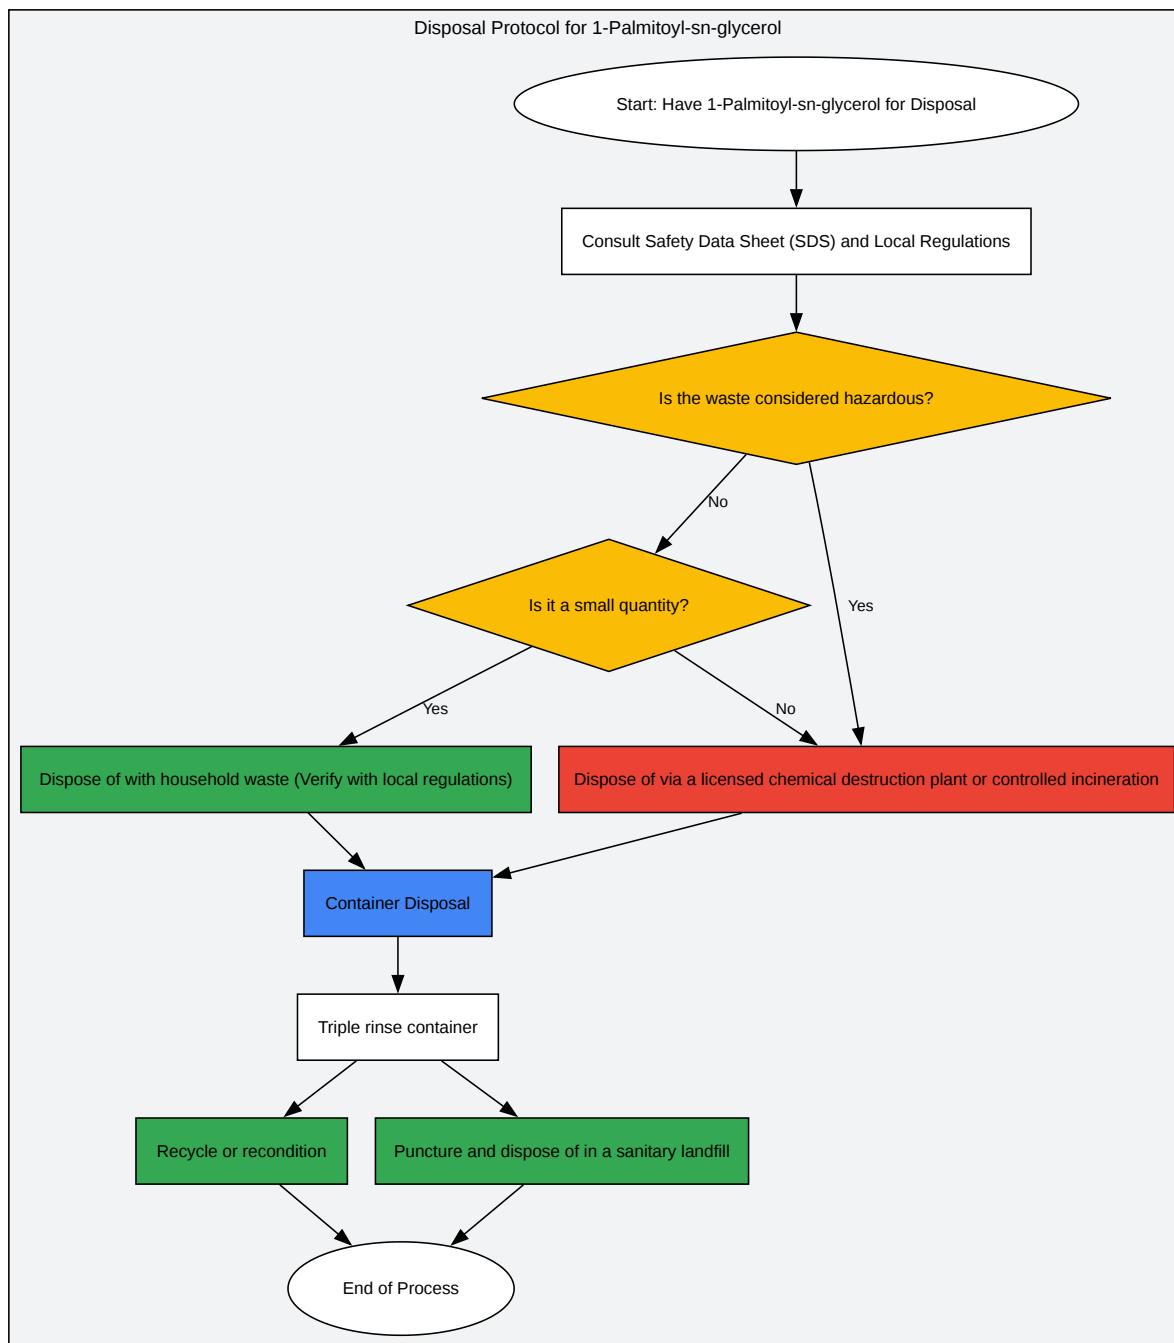 Disposal Protocol for 1-Palmitoyl-sn-glycerol
Start: Have 1-Palmitoyl-sn-glycerol for Disposal
Consult Safety Data Sheet (SDS) and Local Regulations
Is the waste considered hazardous?
No
Is it a small quantity?
Yes
Yes
No
Dispose of with household waste (Verify with local regulations)
Dispose of via a licensed chemical destruction plant or controlled incineration
Container Disposal
Triple rinse container
Recycle or recondition
Puncture and dispose of in a sanitary landfill
End of Process